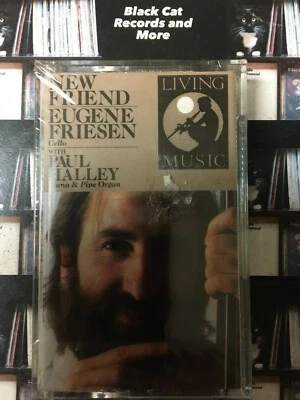 Black Cat
Records and
More
NEW
FRIEND
EUGENE
FRIESEN
Cello
WITH
PAUL
HALLEY
Piano & Pipe Organ
LIVING
MUSIC